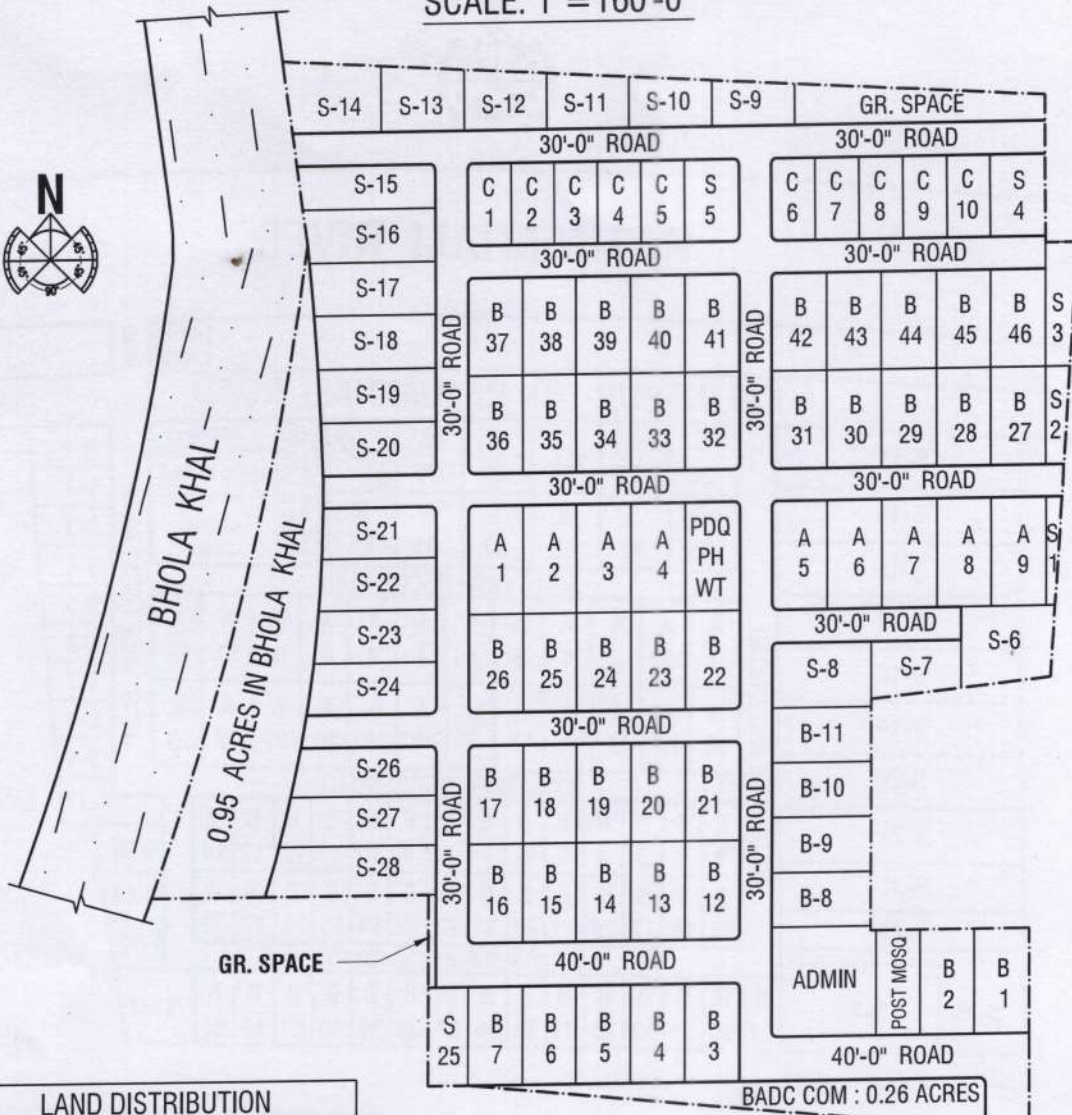 SCALE: 1"=160'-0"
S-14 S-13 S-12 S-11 S-10 S-9 GR. SPACE
30'-0" ROAD 30'-0" ROAD
N
S-15
S-16
S-17
S-18
S-19
S-20
C 1 C 2 C 3 C 4 C 5 S 5
C 6 C 7 C 8 C 9 C 10 S 4
30'-0" ROAD 30'-0" ROAD
B 37 B 38 B 39 B 40 B 41
B 42 B 43 B 44 B 45 B 46 S 3
30'-0" ROAD 30'-0" ROAD
B 36 B 35 B 34 B 33 B 32
B 31 B 30 B 29 B 28 B 27 S 2
30'-0" ROAD 30'-0" ROAD
BHOLA KHAL
0.95 ACRES IN BHOLA KHAL
S-21
S-22
S-23
S-24
A 1 A 2 A 3 A 4 PDQ PH WT
A 5 A 6 A 7 A 8 A 9 S 1
30'-0" ROAD
S-6
B 26 B 25 B 24 B 23 B 22
S-8 S-7
30'-0" ROAD
B-11
B-10
B-9
B-8
S-26
S-27
S-28
B 17 B 18 B 19 B 20 B 21
30'-0" ROAD 30'-0" ROAD
B 16 B 15 B 14 B 13 B 12
GR. SPACE
40'-0" ROAD
ADMIN POST MOSQ B 2 B 1
S 25 B 7 B 6 B 5 B 4 B 3
40'-0" ROAD
BADC COM : 0.26 ACRES
LAND DISTRIBUTION